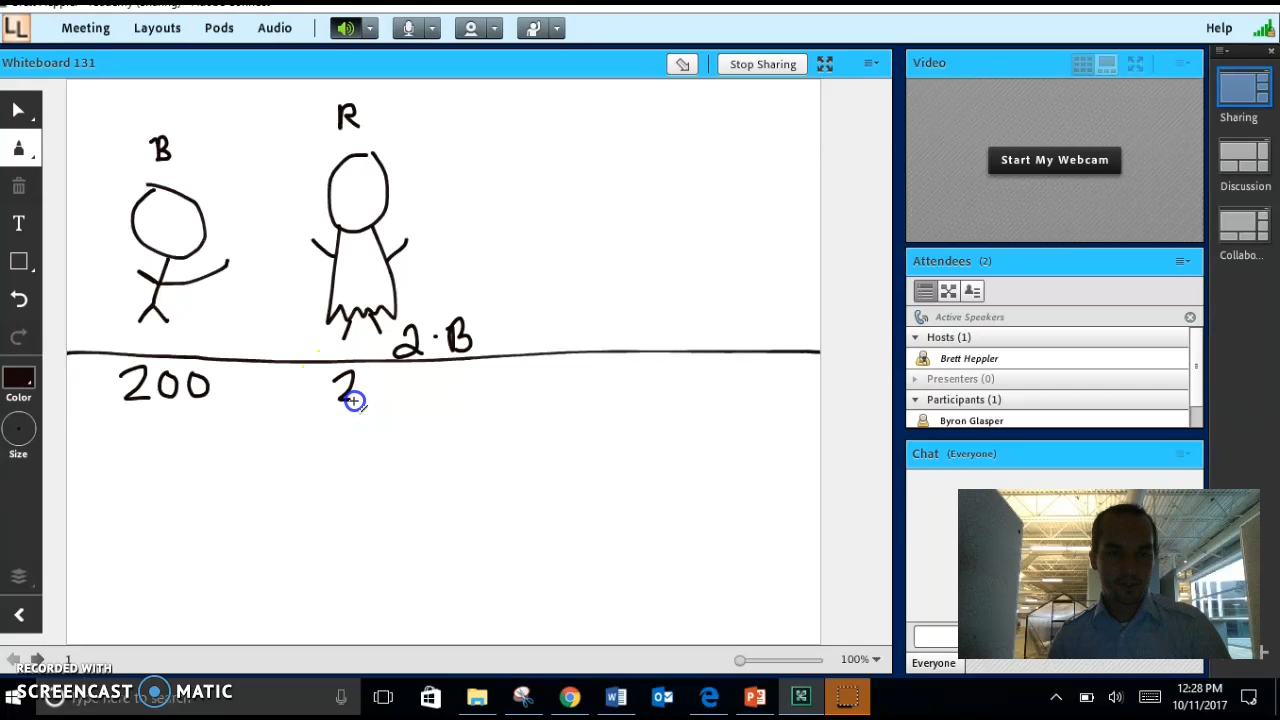 LL Meeting Layouts Pods Audio Help
Whiteboard 131
Stop Sharing
B
R
2 · B
200
2
T
Color
Size
1
100%
Video
Start My Webcam
Attendees (2)
Active Speakers
Hosts (1)
Brett Heppler
Presenters (0)
Participants (1)
Byron Glasper
Chat (Everyone)
Everyone
Sharing
Discussion
Collabo...
RECORDED WITH
SCREENCAST MATIC
12:28 PM
10/11/2017